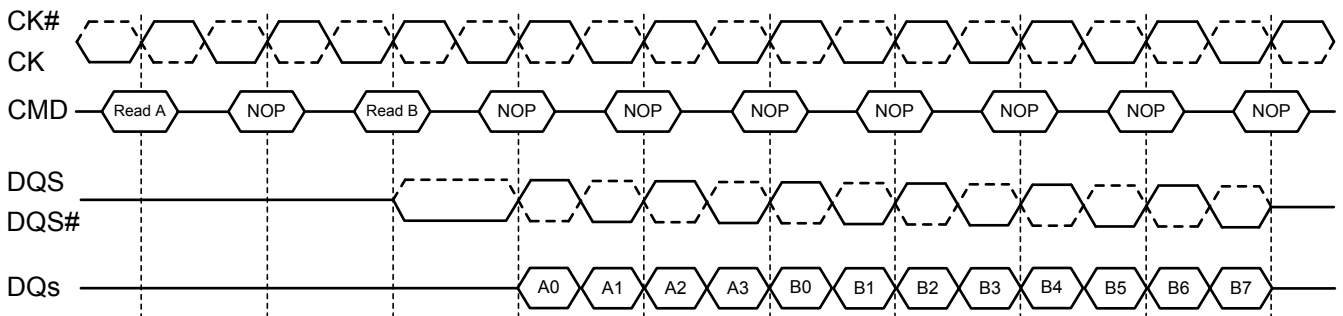 CK#
CK
CMD Read A NOP Read B NOP NOP NOP NOP NOP NOP NOP
DQS
DQS#
DQs A0 A1 A2 A3 B0 B1 B2 B3 B4 B5 B6 B7